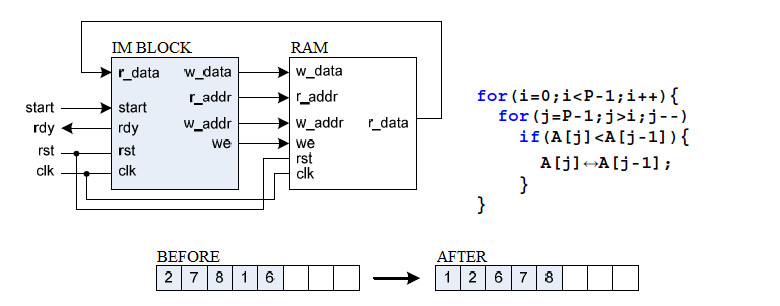 IM BLOCK
r_data w_data
r_addr
start w_addr
rdy we
rst
clk
start
rdy
rst
clk
RAM
w_data
r_addr
w_addr r_data
we
rst
clk
for(i=0;i<P-1;i++){
for(j=P-1;j>i;j--)
if(A[j]<A[j-1]){
A[j]↔A[j-1];
}
}
BEFORE
2 7 8 1 6
AFTER
1 2 6 7 8